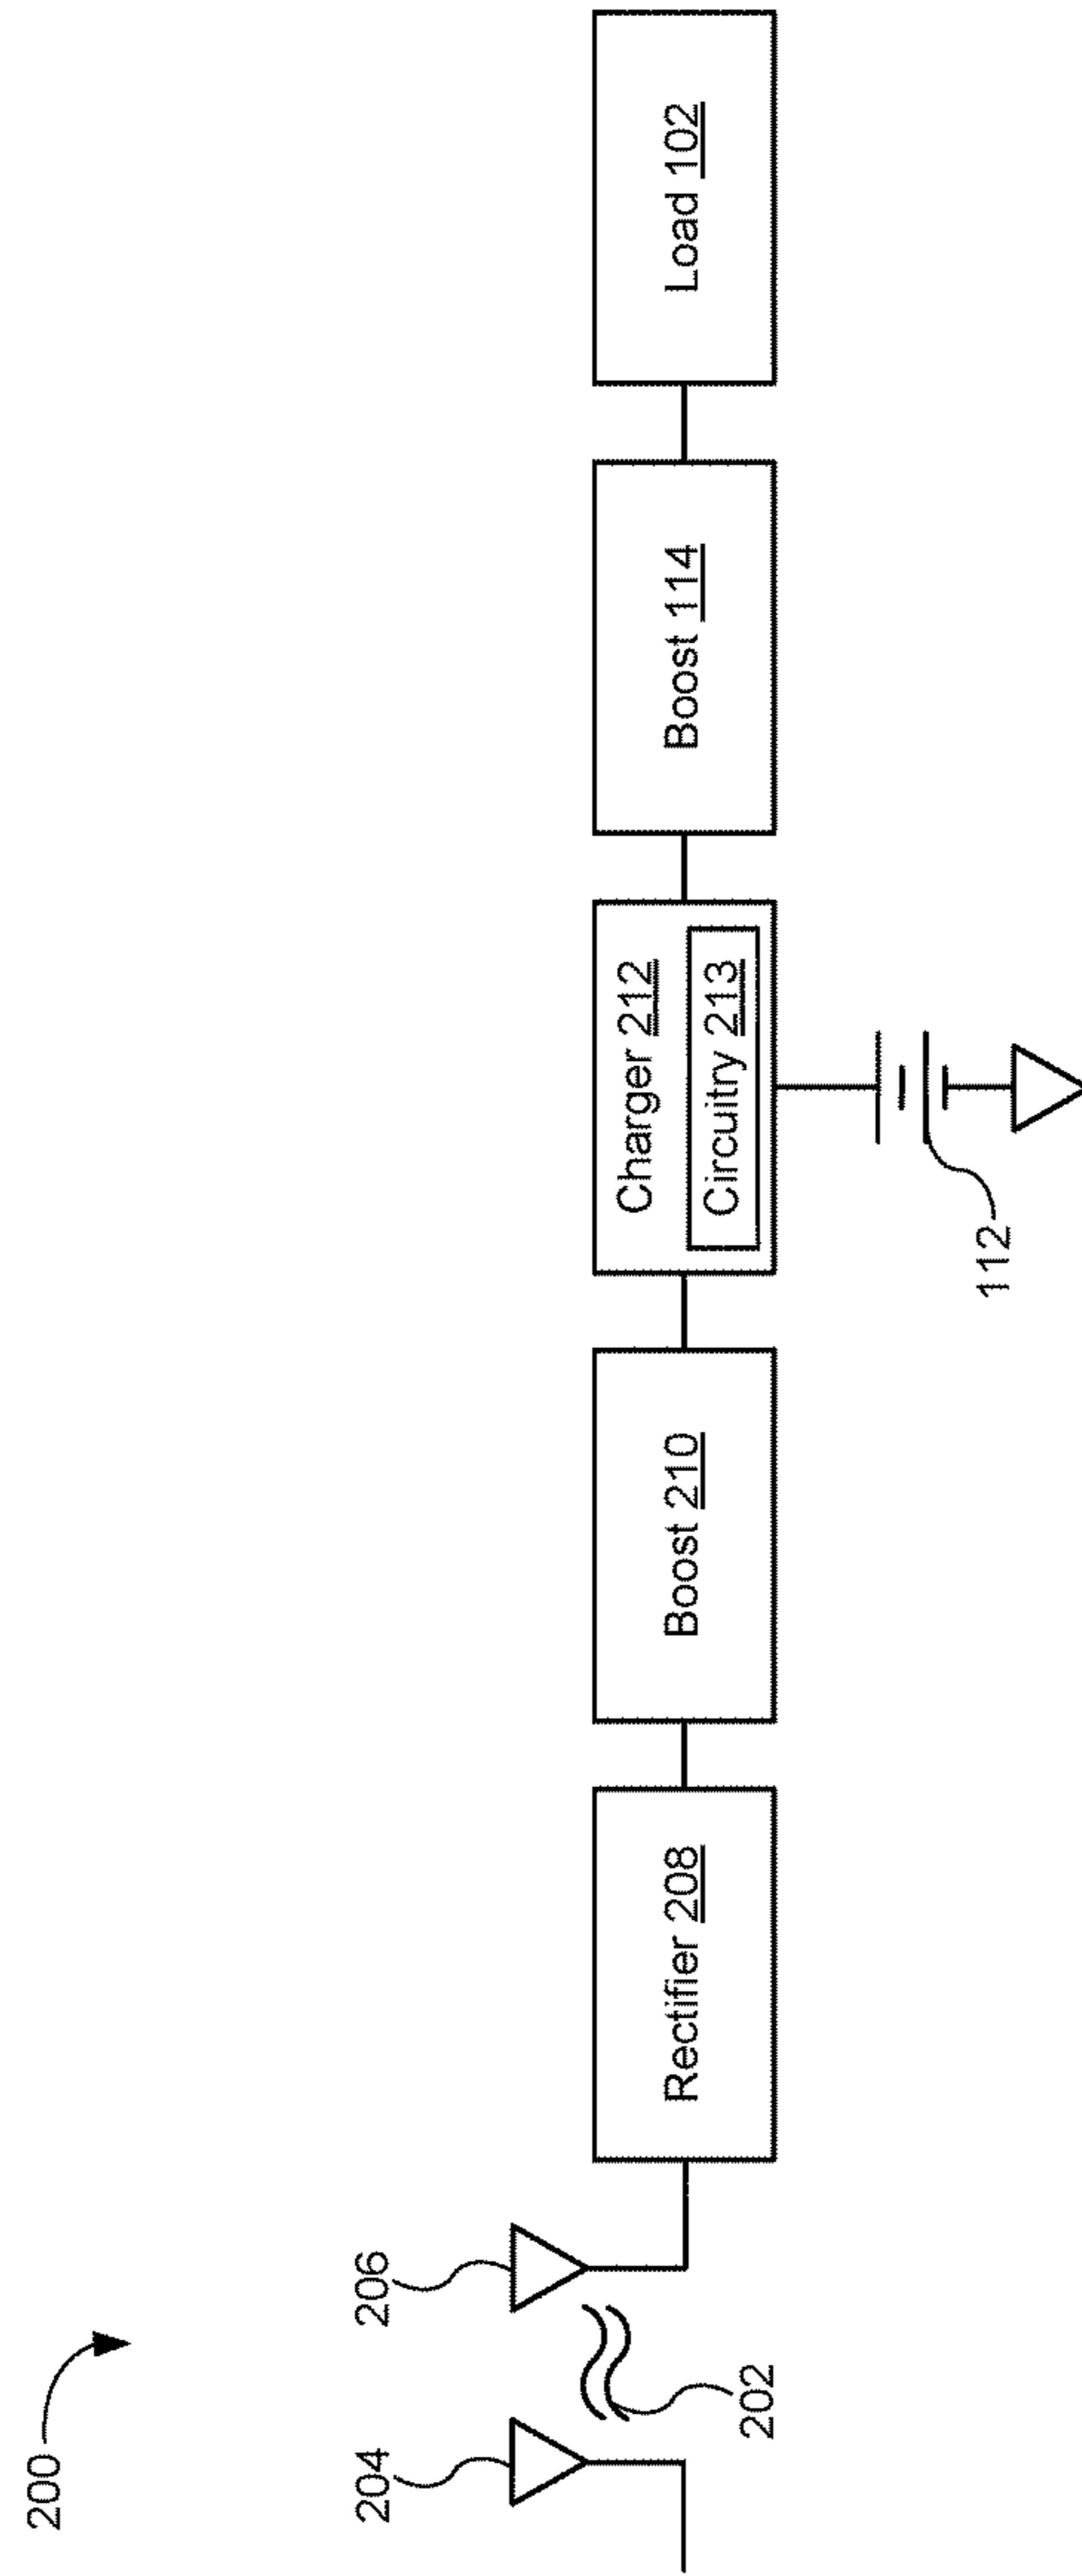 200
204
206
202
Rectifier 208
Boost 210
Charger 212
Circuitry 213
112
Boost 114
Load 102